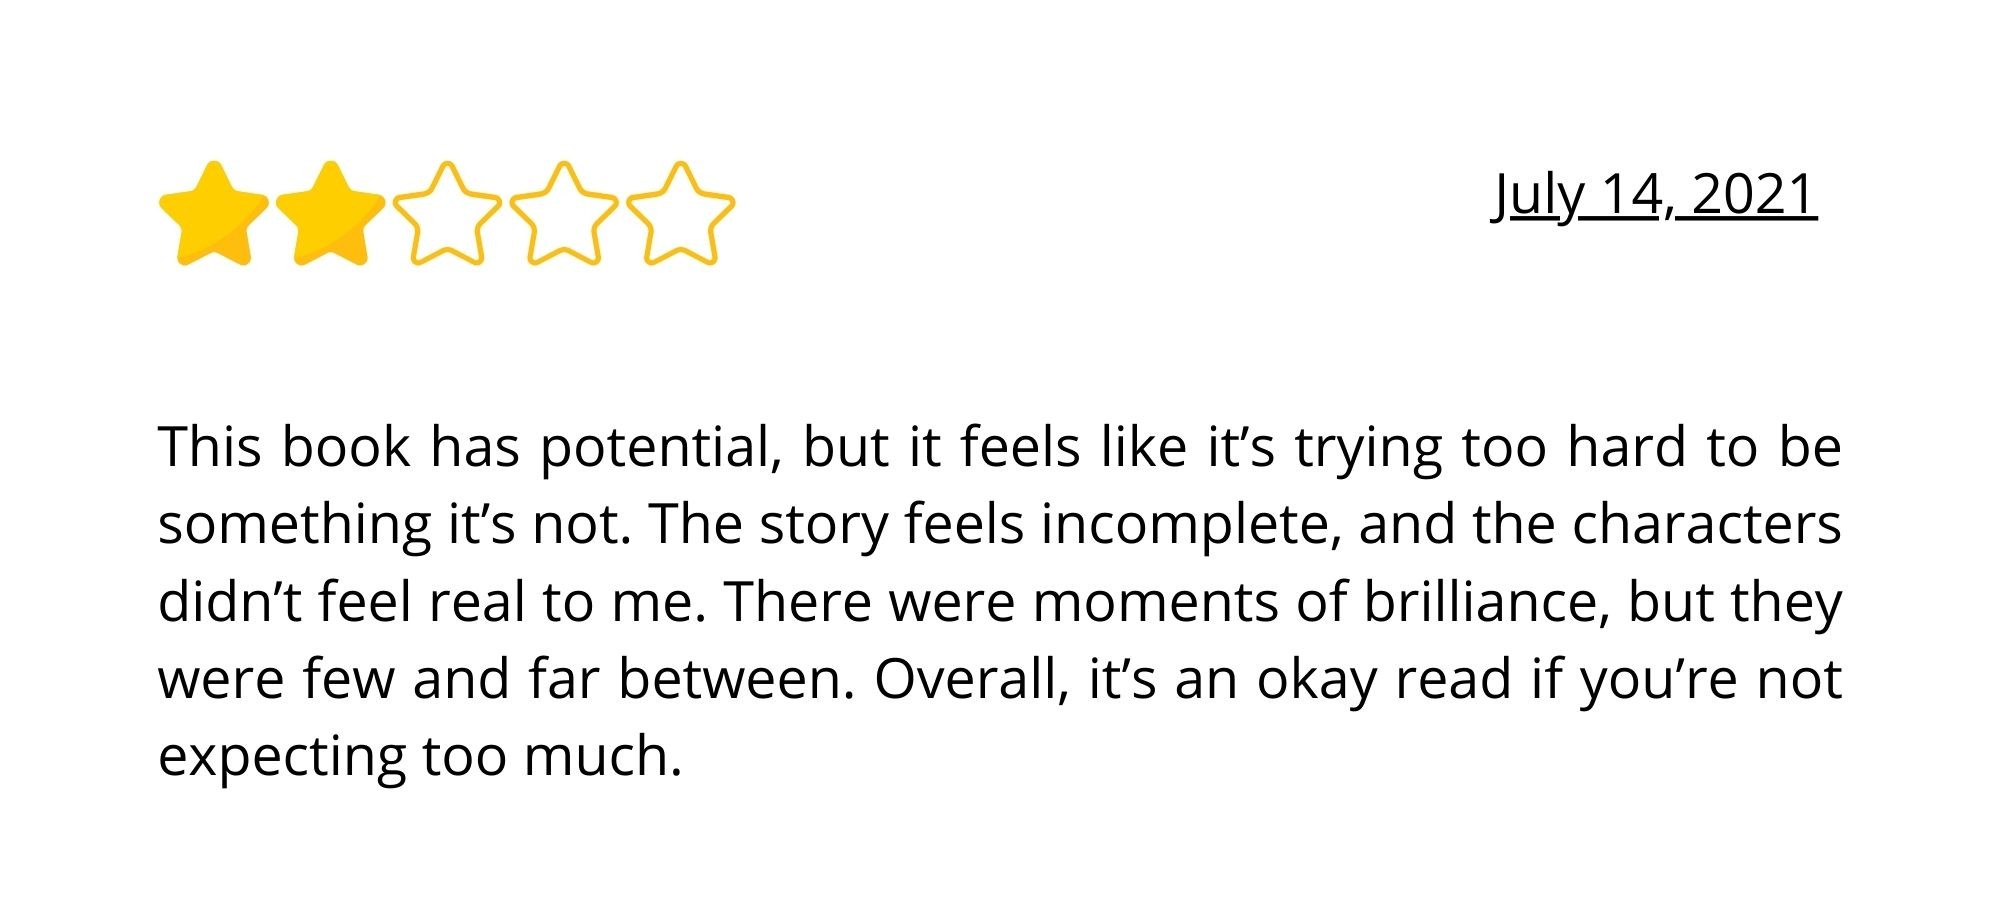 July 14, 2021
This book has potential, but it feels like it’s trying too hard to be
something it’s not. The story feels incomplete, and the characters
didn’t feel real to me. There were moments of brilliance, but they
were few and far between. Overall, it’s an okay read if you’re not
expecting too much.